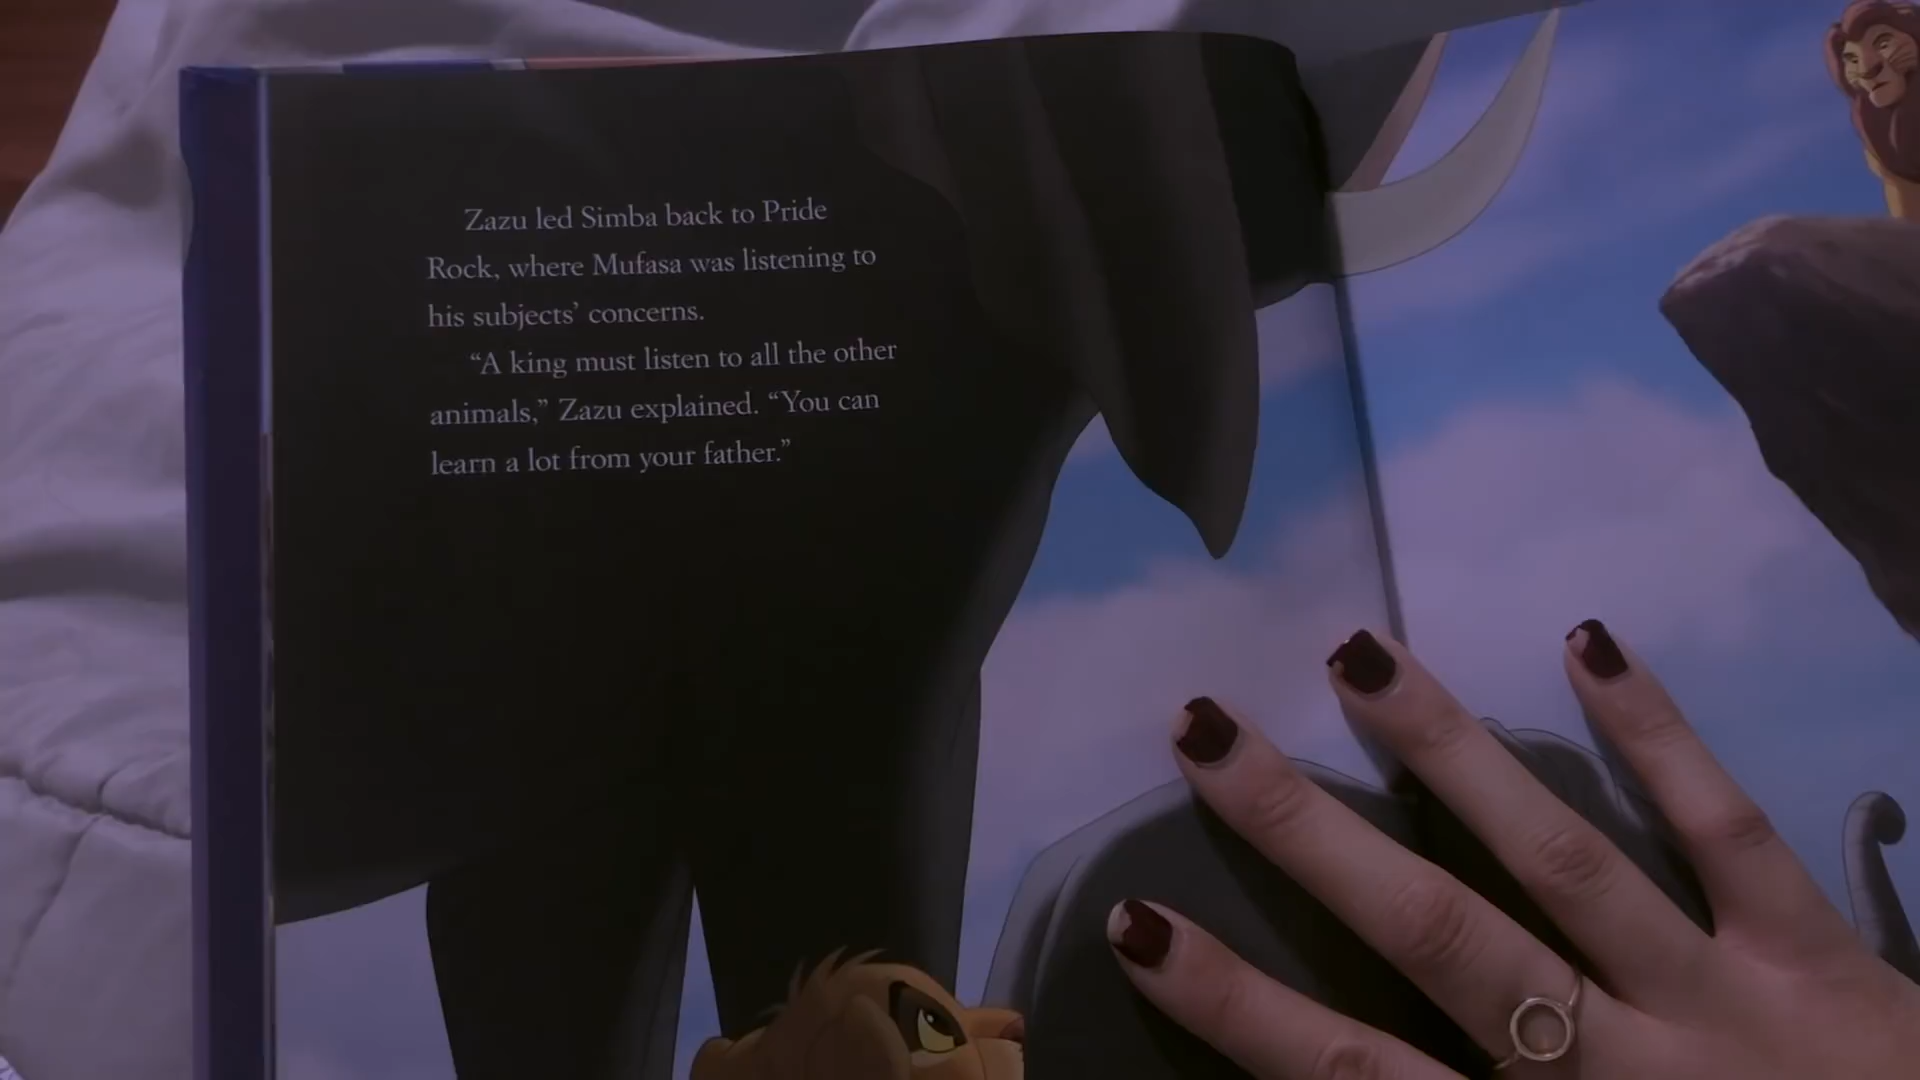 Zazu led Simba back to Pride
Rock, where Mufasa was listening to
his subjects’ concerns.
“A king must listen to all the other
animals,” Zazu explained. “You can
learn a lot from your father.”